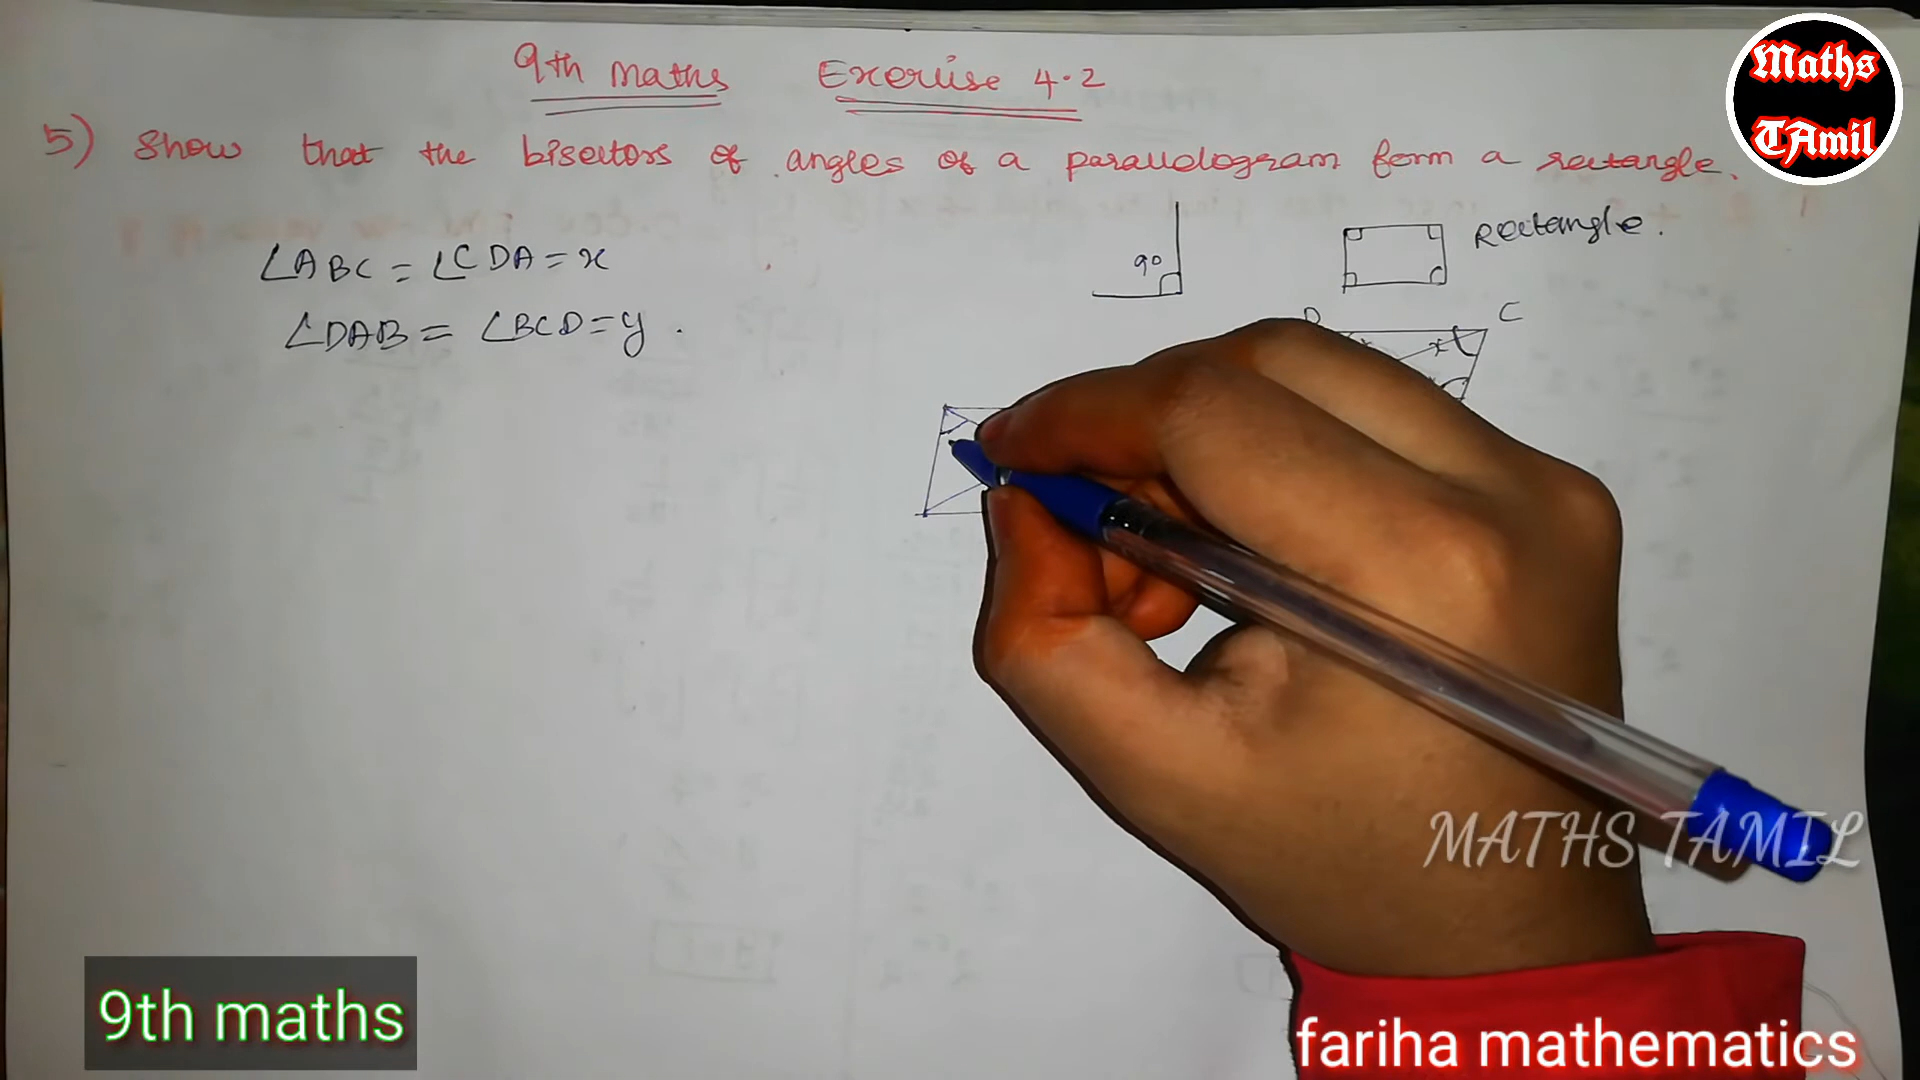 9th maths Exercise 4.2
5) Show that the bisectors of angles of a parallelogram form a rectangle.
Maths
TAmil
∠ABC = ∠CDA = x
∠DAB = ∠BCD = y .
90
Rectangle.
D C
x
MATHS TAMIL
9th maths
fariha mathematics